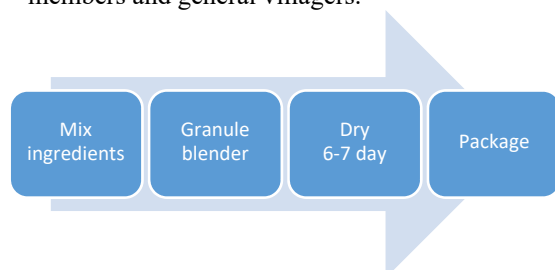 members and general villagers.
Mix
ingredients
Granule
blender
Dry
6-7 day
Package